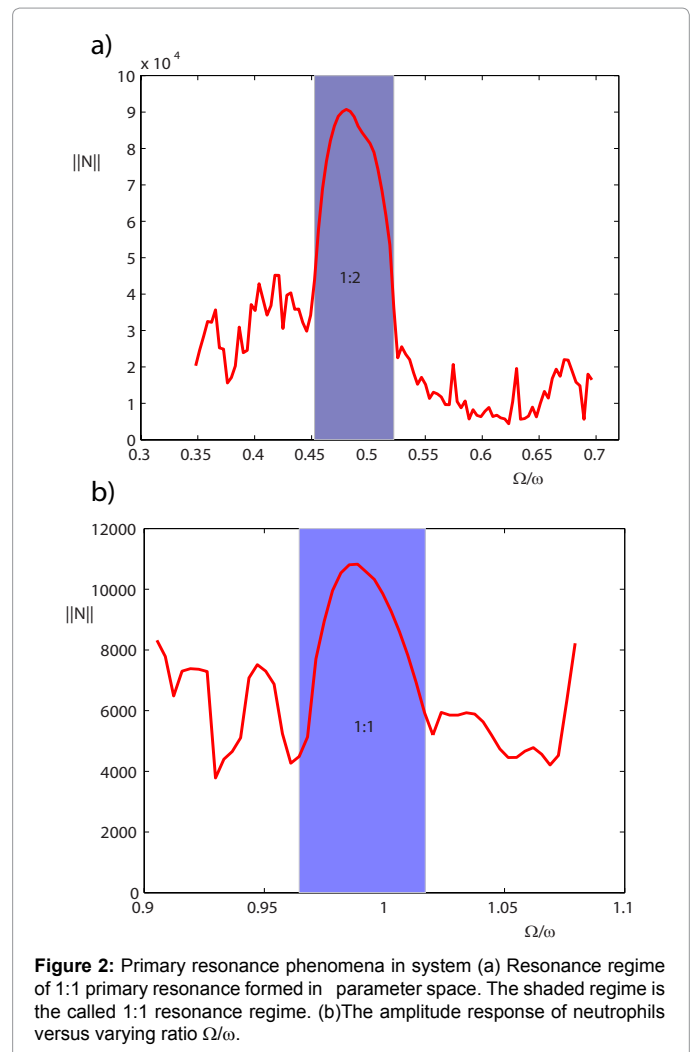 a)
x 10 4
10
9
8
7
6
5
4
3
2
1
0
||N||
1:2
0.3 0.35 0.4 0.45 0.5 0.55 0.6 0.65 0.7
Ω/ω
b)
12000
10000
8000
6000
4000
2000
0
||N||
1:1
0.9 0.95 1 1.05 1.1
Ω/ω
Figure 2: Primary resonance phenomena in system (a) Resonance regime
of 1:1 primary resonance formed in parameter space. The shaded regime is
the called 1:1 resonance regime. (b)The amplitude response of neutrophils
versus varying ratio Ω/ω.